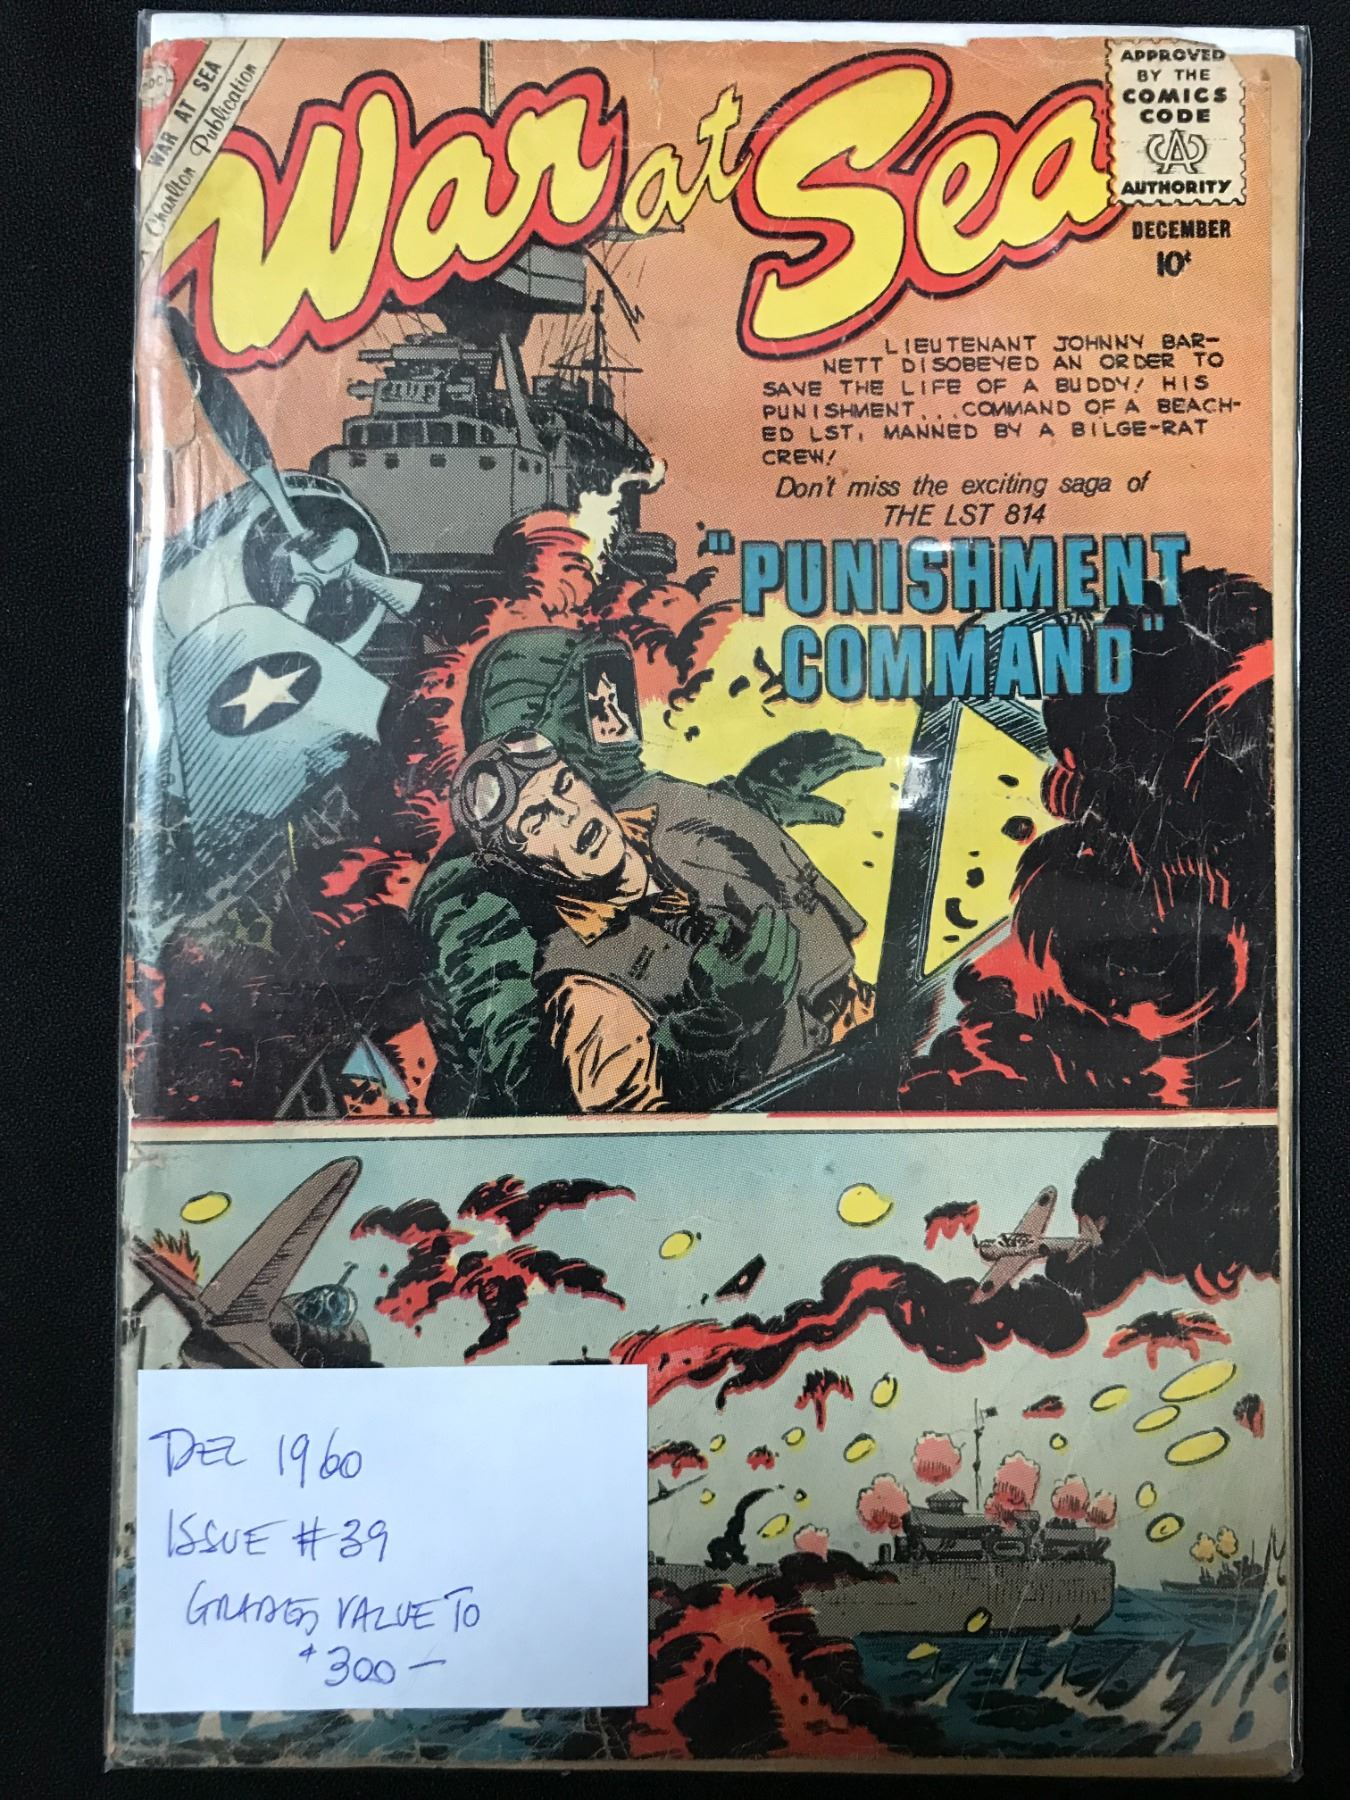 WAR AT SEA
Charlton Publication
War at Sea
APPROVED
BY THE
COMICS
CODE
AUTHORITY
DECEMBER
10¢
LIEUTENANT JOHNNY BAR-
NETT DISOBEYED AN ORDER TO
SAVE THE LIFE OF A BUDDY! HIS
PUNISHMENT...COMMAND OF A BEACH-
ED LST, MANNED BY A BILGE-RAT
CREW!
Don't miss the exciting saga of
THE LST 814
"PUNISHMENT
COMMAND"
DEC 1960
ISSUE #39
GRADED VALUE TO
$300-